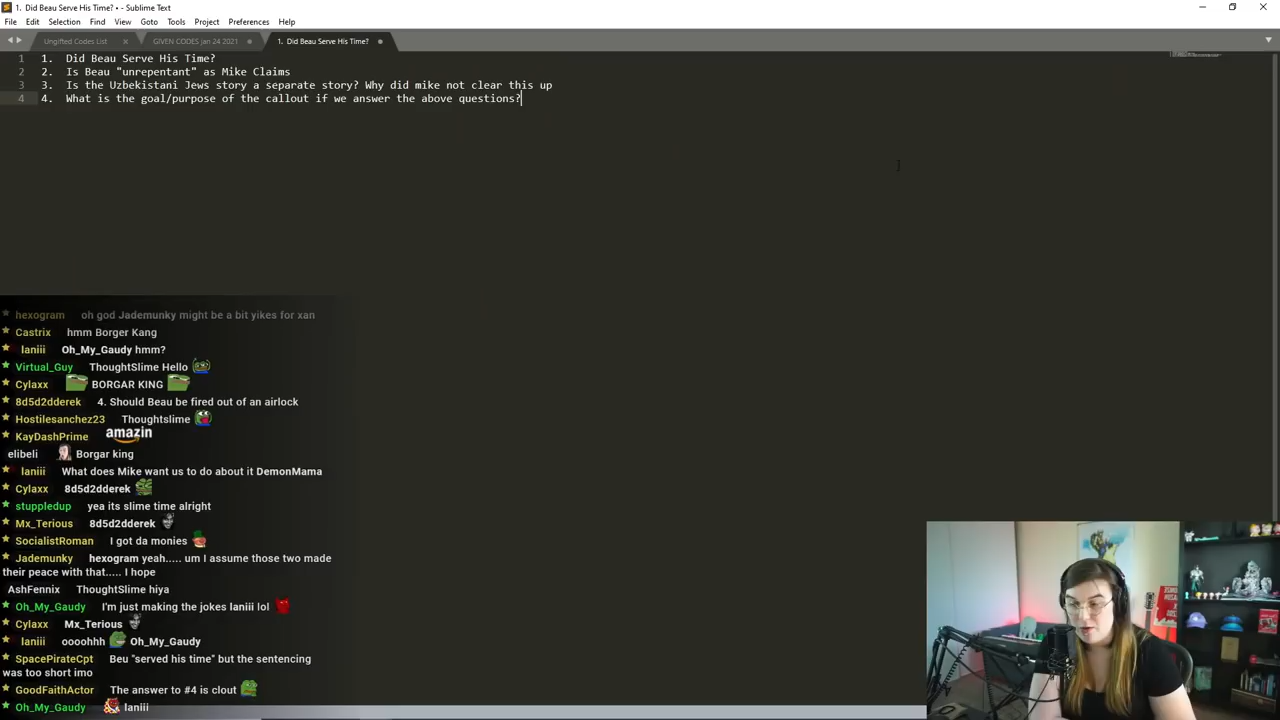 1. Did Beau Serve His Time? • - Sublime Text
File Edit Selection Find View Goto Tools Project Preferences Help
Ungifted Codes List GIVEN CODES jan 24 2021 1. Did Beau Serve His Time?
1 1. Did Beau Serve His Time?
2 2. Is Beau "unrepentant" as Mike Claims
3 3. Is the Uzbekistani Jews story a separate story? Why did mike not clear this up
4 4. What is the goal/purpose of the callout if we answer the above questions?
hexogram oh god Jademunky might be a bit yikes for xan
Castrix hmm Borger Kang
laniii Oh_My_Gaudy hmm?
Virtual_Guy ThoughtSlime Hello
Cylaxx BORGAR KING
8d5d2dderek 4. Should Beau be fired out of an airlock
Hostilesanchez23 Thoughtslime
KayDashPrime amazin
elibeli Borgar king
laniii What does Mike want us to do about it DemonMama
Cylaxx 8d5d2dderek
stuppledup yea its slime time alright
Mx_Terious 8d5d2dderek
SocialistRoman I got da monies
Jademunky hexogram yeah..... um I assume those two made
their peace with that..... I hope
AshFennix ThoughtSlime hiya
Oh_My_Gaudy I'm just making the jokes laniii lol
Cylaxx Mx_Terious
laniii oooohhh Oh_My_Gaudy
SpacePirateCpt Beu "served his time" but the sentencing
was too short imo
GoodFaithActor The answer to #4 is clout
Oh_My_Gaudy laniii